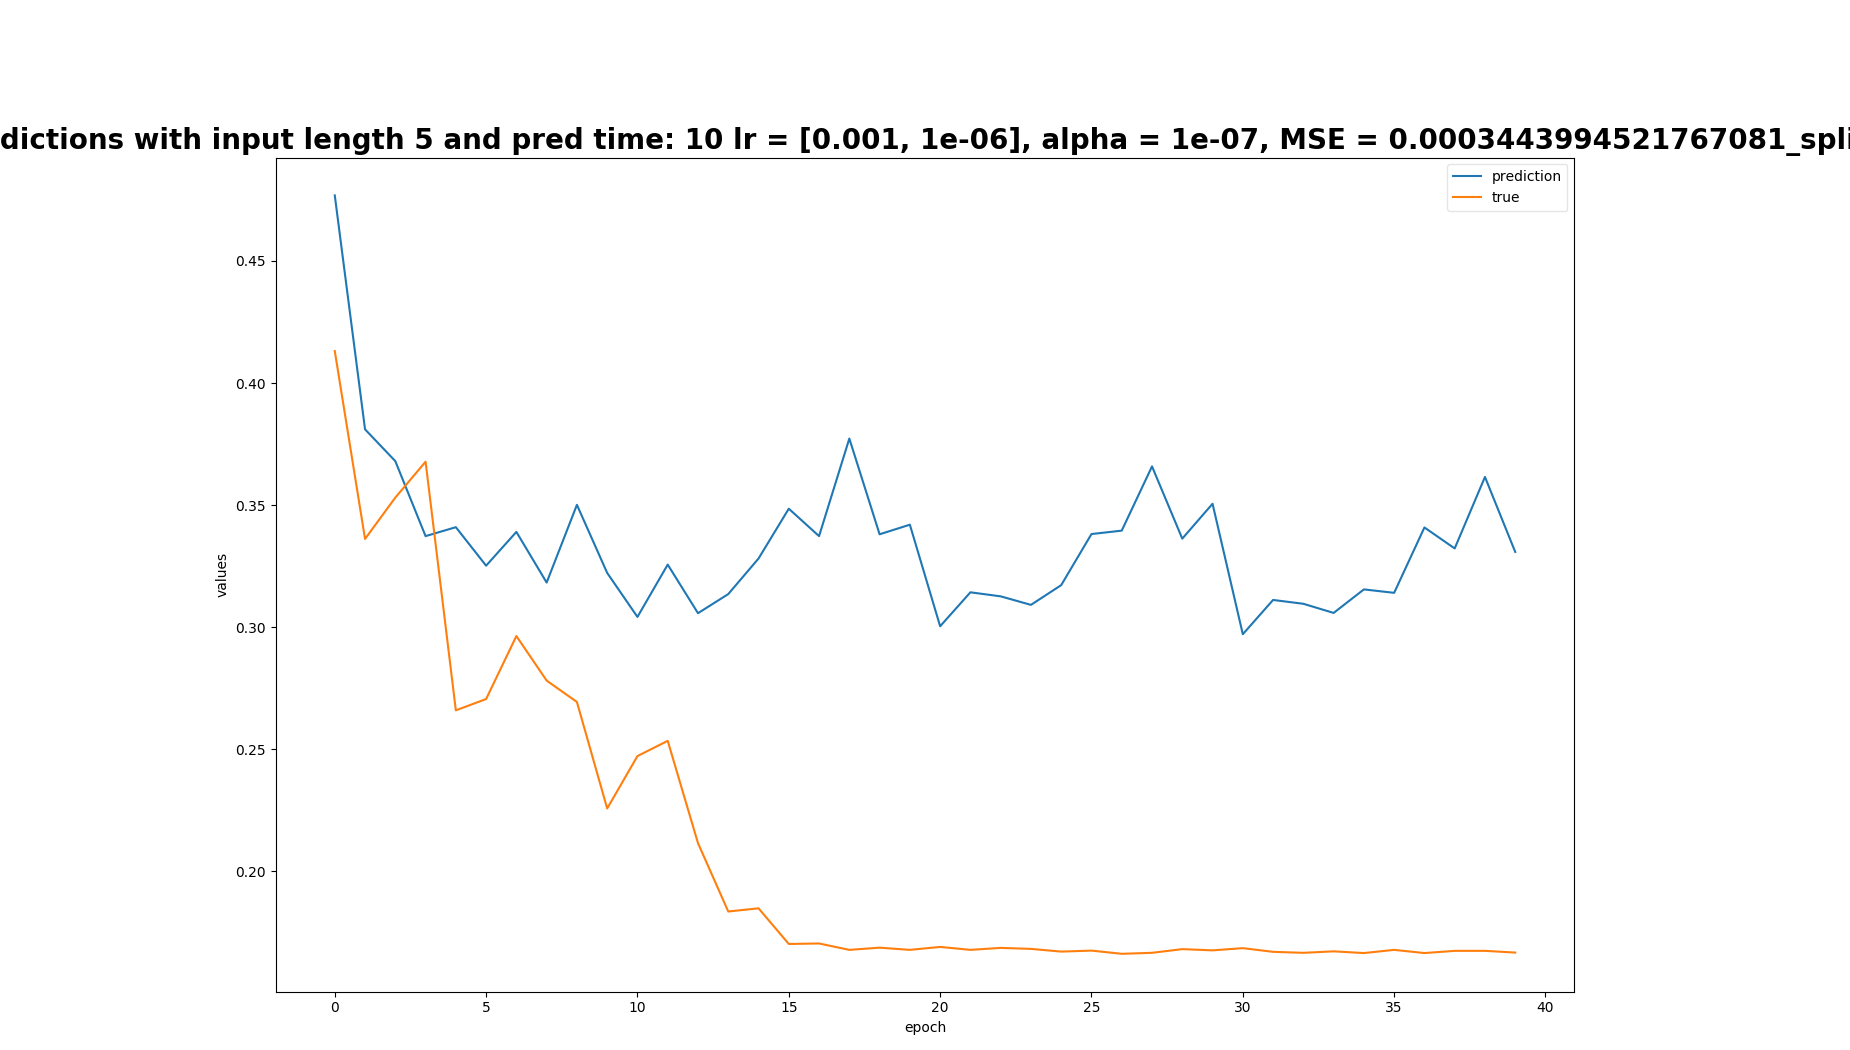 dictions with input length 5 and pred time: 10 lr = [0.001, 1e-06], alpha = 1e-07, MSE = 0.0003443994521767081_spli
prediction
true
0.45
0.40
0.35
0.30
0.25
0.20
values
0 5 10 15 20 25 30 35 40
epoch